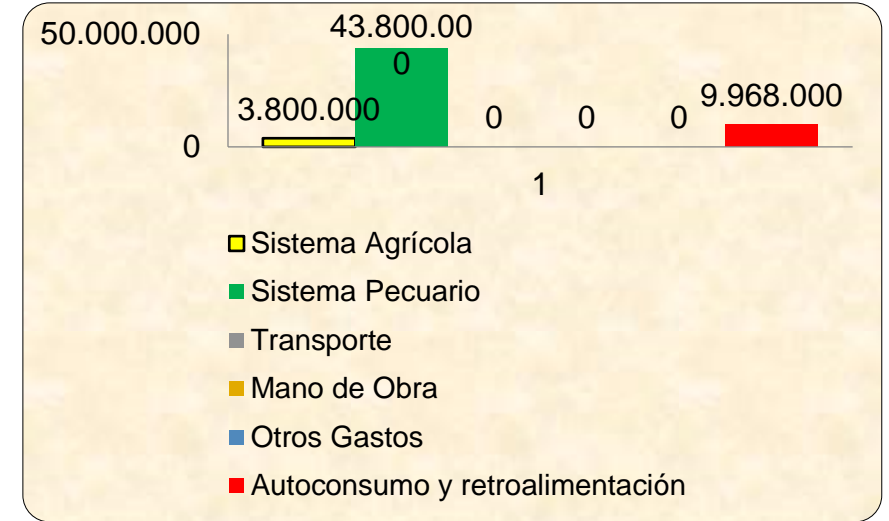 50.000.000
43.800.00
0
3.800.000
0
0
0
9.968.000
0
1
Sistema Agrícola
Sistema Pecuario
Transporte
Mano de Obra
Otros Gastos
Autoconsumo y retroalimentación